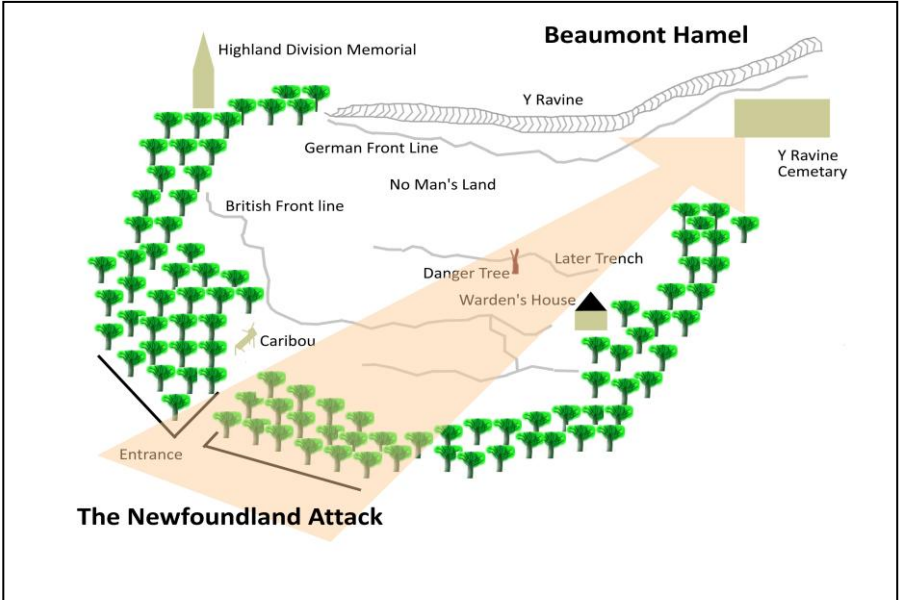 Beaumont Hamel
Highland Division Memorial
Y Ravine
German Front Line
Y Ravine
Cemetary
No Man's Land
British Front line
Later Trench
Danger Tree
Warden's House
Caribou
Entrance
The Newfoundland Attack